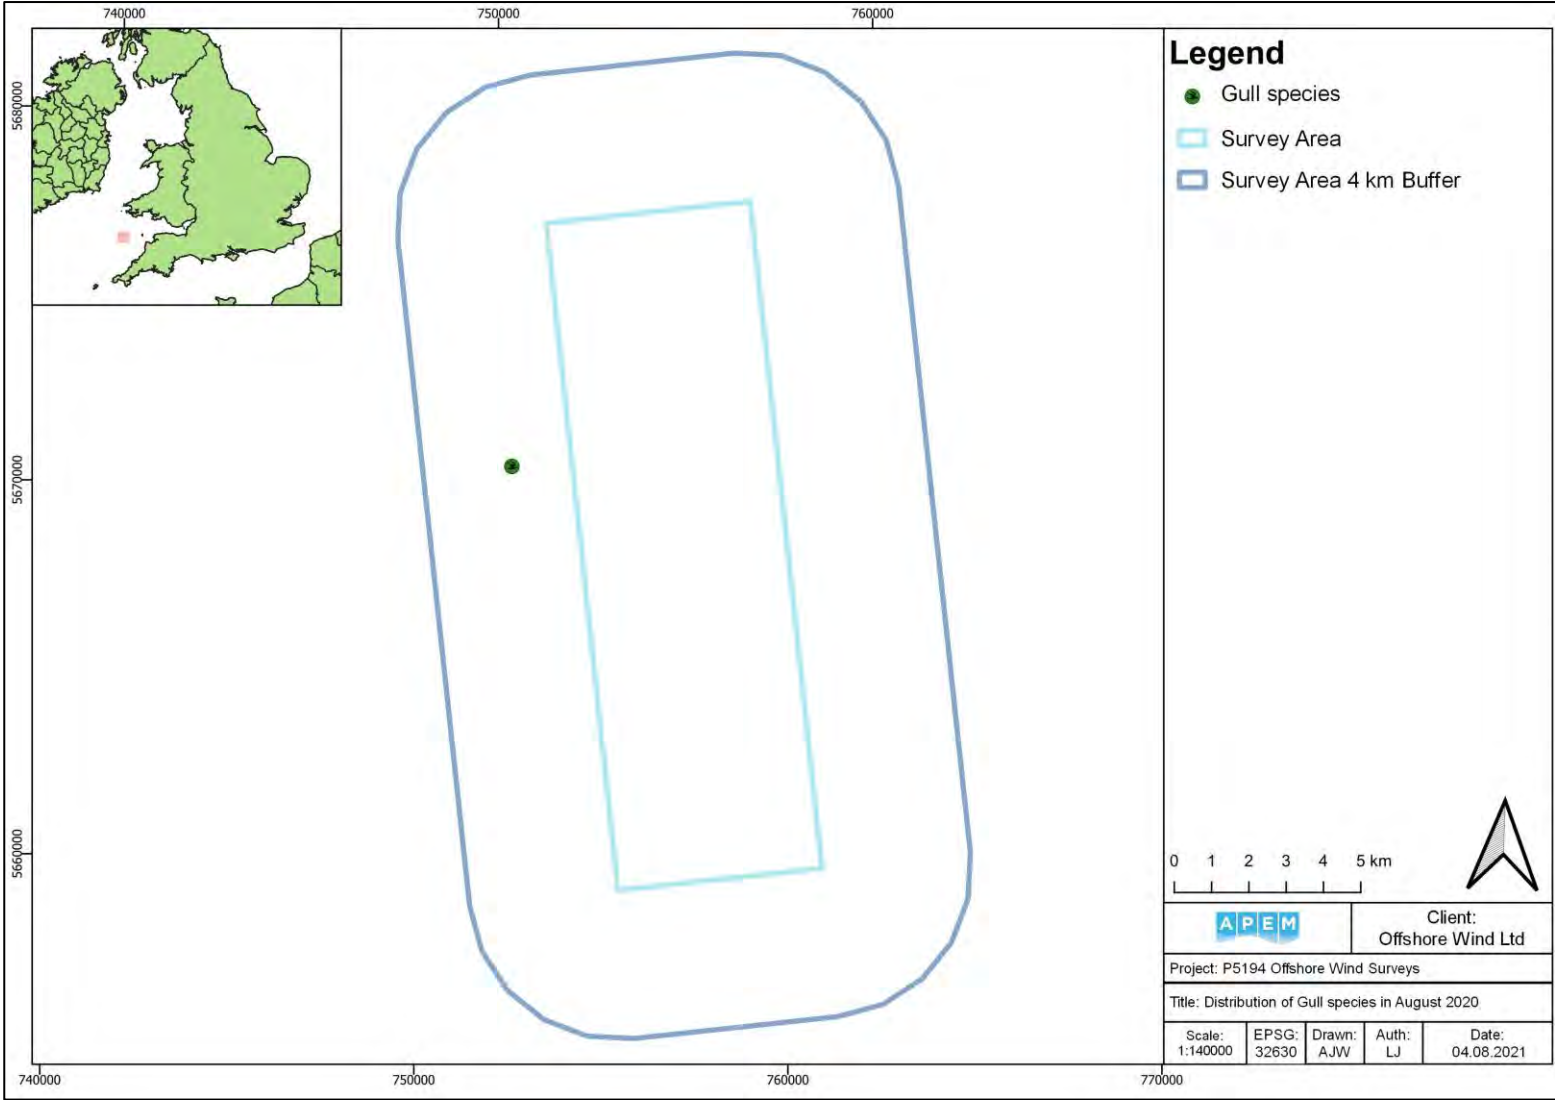 740000 750000 760000
5680000
5670000
5660000
740000 750000 760000 770000
Legend
Gull species
Survey Area
Survey Area 4 km Buffer
0 1 2 3 4 5 km
APEM
Client:
Offshore Wind Ltd
Project: P5194 Offshore Wind Surveys
Title: Distribution of Gull species in August 2020
Scale: EPSG: Drawn: Auth: Date:
1:140000 32630 AJW LJ 04.08.2021